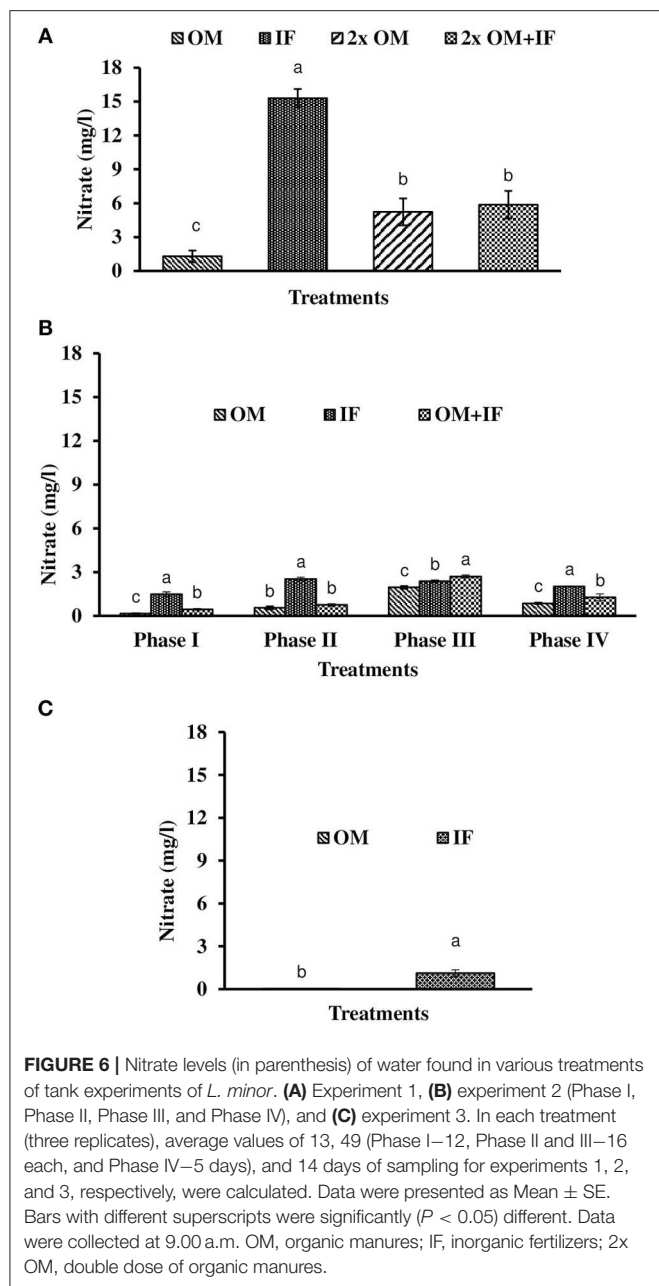 A
OM IF 2x OM 2x OM+IF
18
15
12
9
6
3
0
Nitrate (mg/l)
c
a
b
b
Treatments
B
18
15
12
9
6
3
0
Nitrate (mg/l)
OM IF OM+IF
c a b
b a b
c b a
c a b
Phase I Phase II Phase III Phase IV
Treatments
C
18
15
12
9
6
3
0
Nitrate (mg/l)
OM IF
b
a
Treatments
FIGURE 6 | Nitrate levels (in parenthesis) of water found in various treatments
of tank experiments of L. minor. (A) Experiment 1, (B) experiment 2 (Phase I,
Phase II, Phase III, and Phase IV), and (C) experiment 3. In each treatment
(three replicates), average values of 13, 49 (Phase I–12, Phase II and III–16
each, and Phase IV–5 days), and 14 days of sampling for experiments 1, 2,
and 3, respectively, were calculated. Data were presented as Mean ± SE.
Bars with different superscripts were significantly (P < 0.05) different. Data
were collected at 9.00 a.m. OM, organic manures; IF, inorganic fertilizers; 2x
OM, double dose of organic manures.